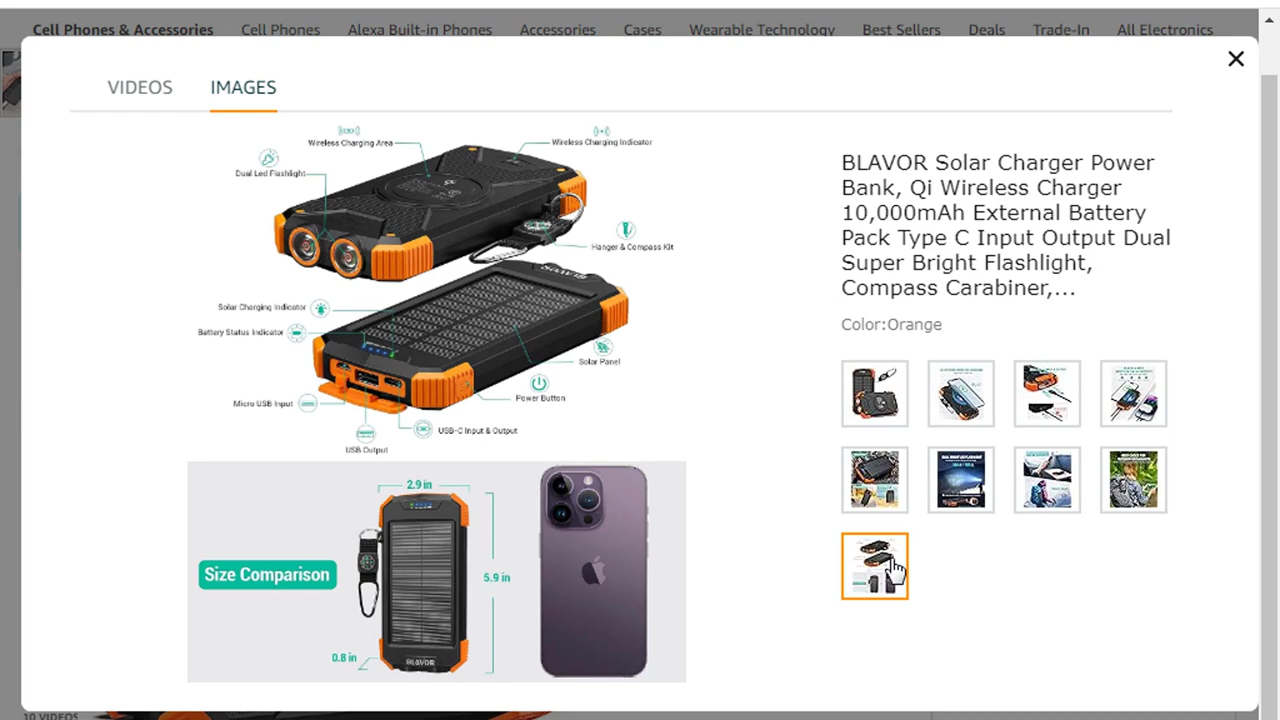 Cell Phones & Accessories Cell Phones Alexa Built-in Phones Accessories Cases Wearable Technology Best Sellers Deals Trade-In All Electronics
VIDEOS IMAGES
Wireless Charging Area
Wireless Charging Indicator
Dual Led Flashlight
Hanger & Compass Kit
BLAVOR
Solar Charging Indicator
Battery Status Indicator
Solar Panel
Power Button
Micro USB Input
USB-C Input & Output
USB Output
2.9 in
Size Comparison
5.9 in
0.8 in
BLAVOR
BLAVOR Solar Charger Power
Bank, Qi Wireless Charger
10,000mAh External Battery
Pack Type C Input Output Dual
Super Bright Flashlight,
Compass Carabiner,...
Color:Orange
10 VIDEOS